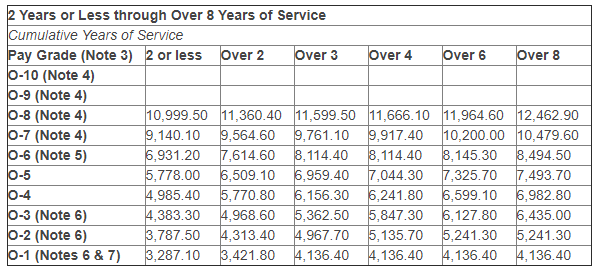 2 Years or Less through Over 8 Years of Service
Cumulative Years of Service
Pay Grade (Note 3) 2 or less Over 2 Over 3 Over 4 Over 6 Over 8
O-10 (Note 4)
O-9 (Note 4)
O-8 (Note 4) 10,999.50 11,360.40 11,599.50 11,666.10 11,964.60 12,462.90
O-7 (Note 4) 9,140.10 9,564.60 9,761.10 9,917.40 10,200.00 10,479.60
O-6 (Note 5) 6,931.20 7,614.60 8,114.40 8,114.40 8,145.30 8,494.50
O-5 5,778.00 6,509.10 6,959.40 7,044.30 7,325.70 7,493.70
O-4 4,985.40 5,770.80 6,156.30 6,241.80 6,599.10 6,982.80
O-3 (Note 6) 4,383.30 4,968.60 5,362.50 5,847.30 6,127.80 6,435.00
O-2 (Note 6) 3,787.50 4,313.40 4,967.70 5,135.70 5,241.30 5,241.30
O-1 (Notes 6 & 7) 3,287.10 3,421.80 4,136.40 4,136.40 4,136.40 4,136.40